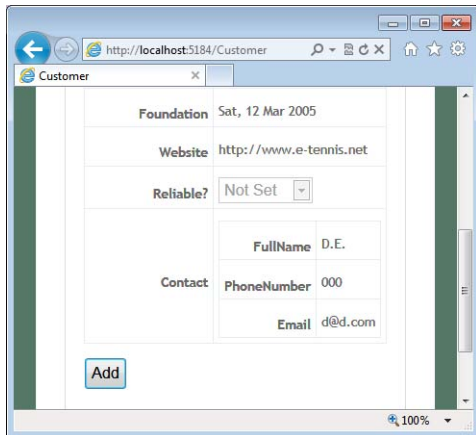 http://localhost:5184/Customer
Customer
Foundation Sat, 12 Mar 2005
Website http://www.e-tennis.net
Reliable? Not Set
Contact
FullName D.E.
PhoneNumber 000
Email d@d.com
Add
100%